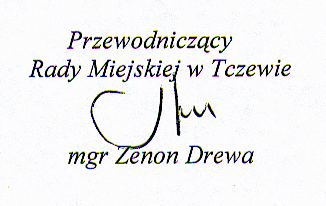 Przewodniczący
Rady Miejskiej w Tczewie
mgr Zenon Drewa